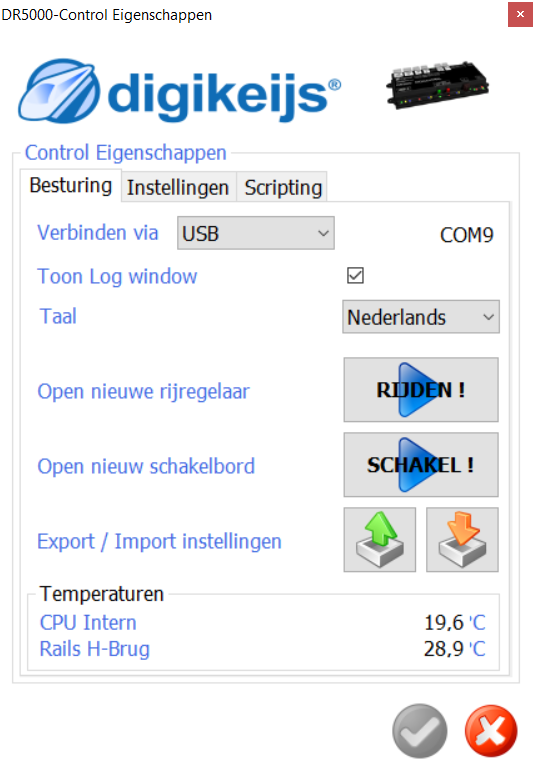 DR5000-Control Eigenschappen
digikeijs®
Control Eigenschappen
Besturing Instellingen Scripting
Verbinden via USB COM9
Toon Log window
Taal Nederlands
Open nieuwe rijregelaar RIJDEN !
Open nieuw schakelbord SCHAKEL !
Export / Import instellingen
Temperaturen
CPU Intern 19,6 'C
Rails H-Brug 28,9 'C